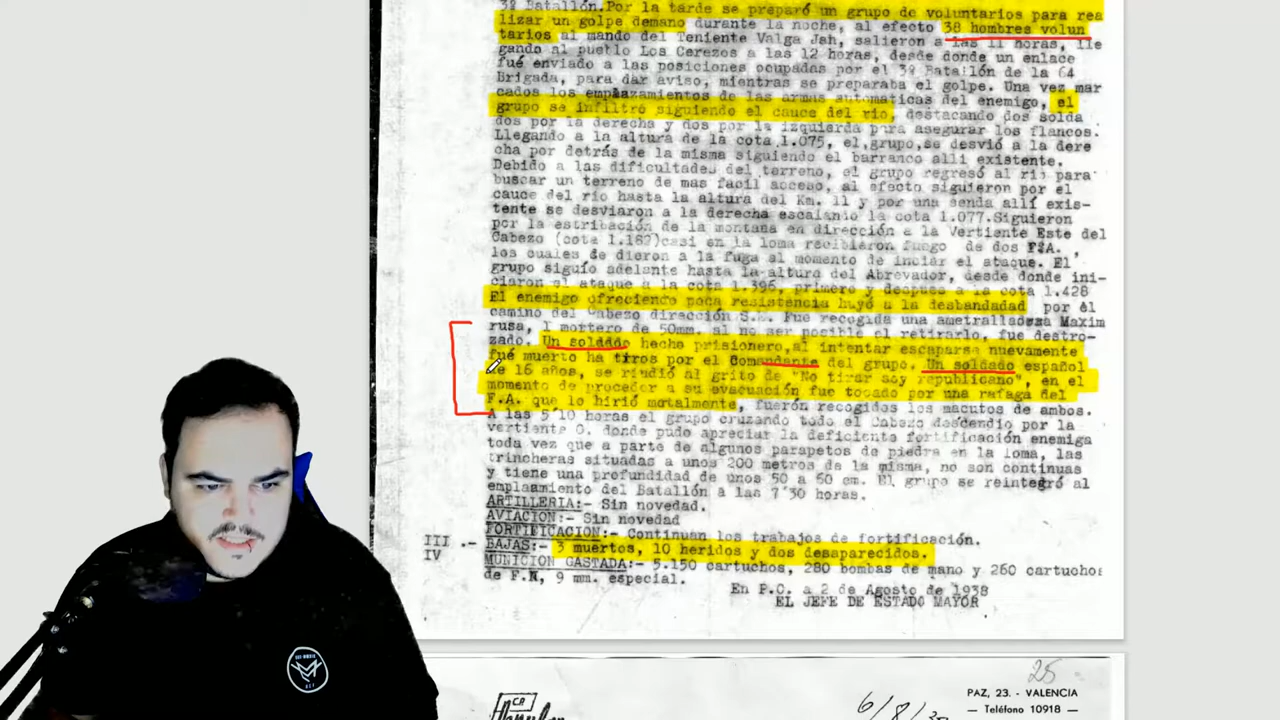 3º Batallón.Por la tarde se preparó un grupo de voluntarios para rea
lizar un golpe demano durante la noche, al efecto 38 hombres volun
tarios al mando del Teniente Valga Jah, salieron a las 11 horas, lle
gando al pueblo Los Cerezos a las 12 horas, desde donde un enlace
fué enviado a las posiciones ocupadas por el 3º Batallón de la 64
Brigada, para dar aviso, mientras se preparaba el golpe. Una vez mar
cados los emplazamientos de las armas automáticas del enemigo, el
grupo se infiltró siguiendo el cauce del rio, destacando dos solda
dos por la derecha y dos por la izquierda para asegurar los flancos.
Llegando a la altura de la cota 1.075, el,grupo,se desvió a la dere
cha por detrás de la misma siguiendo el barranco alli existente.
Debido a las dificultades del terreno, el grupo regresó al rio para
buscar un terreno de mas facil acceso, al efecto siguieron por el
cauce del rio hasta la altura del Km. 11 y por una senda allí exis-
tente se desviaron a la derecha escalando la cota 1.077.Siguieron
por la estribación de la montaña en dirección a la Vertiente Este del
Cabezo (cota 1.182)casi en la loma recibieron fuego de dos F.A.
los cuales se dieron a la fuga al momento de inciar el ataque. El
grupo siguio adelante hasta la altura del Abrevador, desde donde ini-
ciaron el ataque a la cota 1.396, primero y despues a la cota 1.428
El enemigo ofreciendo poca resistencia huyó a la desbandadad por el
camino del Cabezo dirección S.E. Fue recogida una ametralladora Maxim
rusa, 1 mortero de 50mm. al no ser posible el retirarlo, fue destro-
zado. Un soldado hecho prisionero,al intentar escaparse nuevamente
fué muerto ha tiros por el Comandante del grupo. Un soldado español
de 16 años, se rindió al grito de "No tirar soy republicano", en el
momento de proceder a su evacuación fue tocado por una rafaga del
F.A. que lo hirió motalmente, fuerón recogidos los macutos de ambos.
A las 5'10 horas el grupo cruzando todo el Cabezo descendio por la
vertiente O. donde pudo apreciar la deficiente fortificación enemiga
toda vez que a parte de algunos parapetos de piedra en la loma, las
trincheras situadas a unos 200 metros de la misma, no son continuas
y tiene una profundidad de unos 50 a 60 cm. El grupo se reintegró al
emplaamiento del Batallón a las 7'30 horas.
ARTILLERIA:- Sin novedad.
AVIACION:- Sin novedad
FORTIFICACION:- Continuan los trabajos de fortificación.
III .- BAJAS:- 3 muertos, 10 heridos y dos desaparecidos.
IV MUNICION GASTADA:- 5.150 cartuchos, 280 bombas de mano y 260 cartuchos
de F.N, 9 mm. especial.
En P.O. a 2 de Agosto de 1938
EL JEFE DE ESTADO MAYOR
25
PAZ, 23. - VALENCIA
— Teléfono 10918 —
C.P.
6/8/38